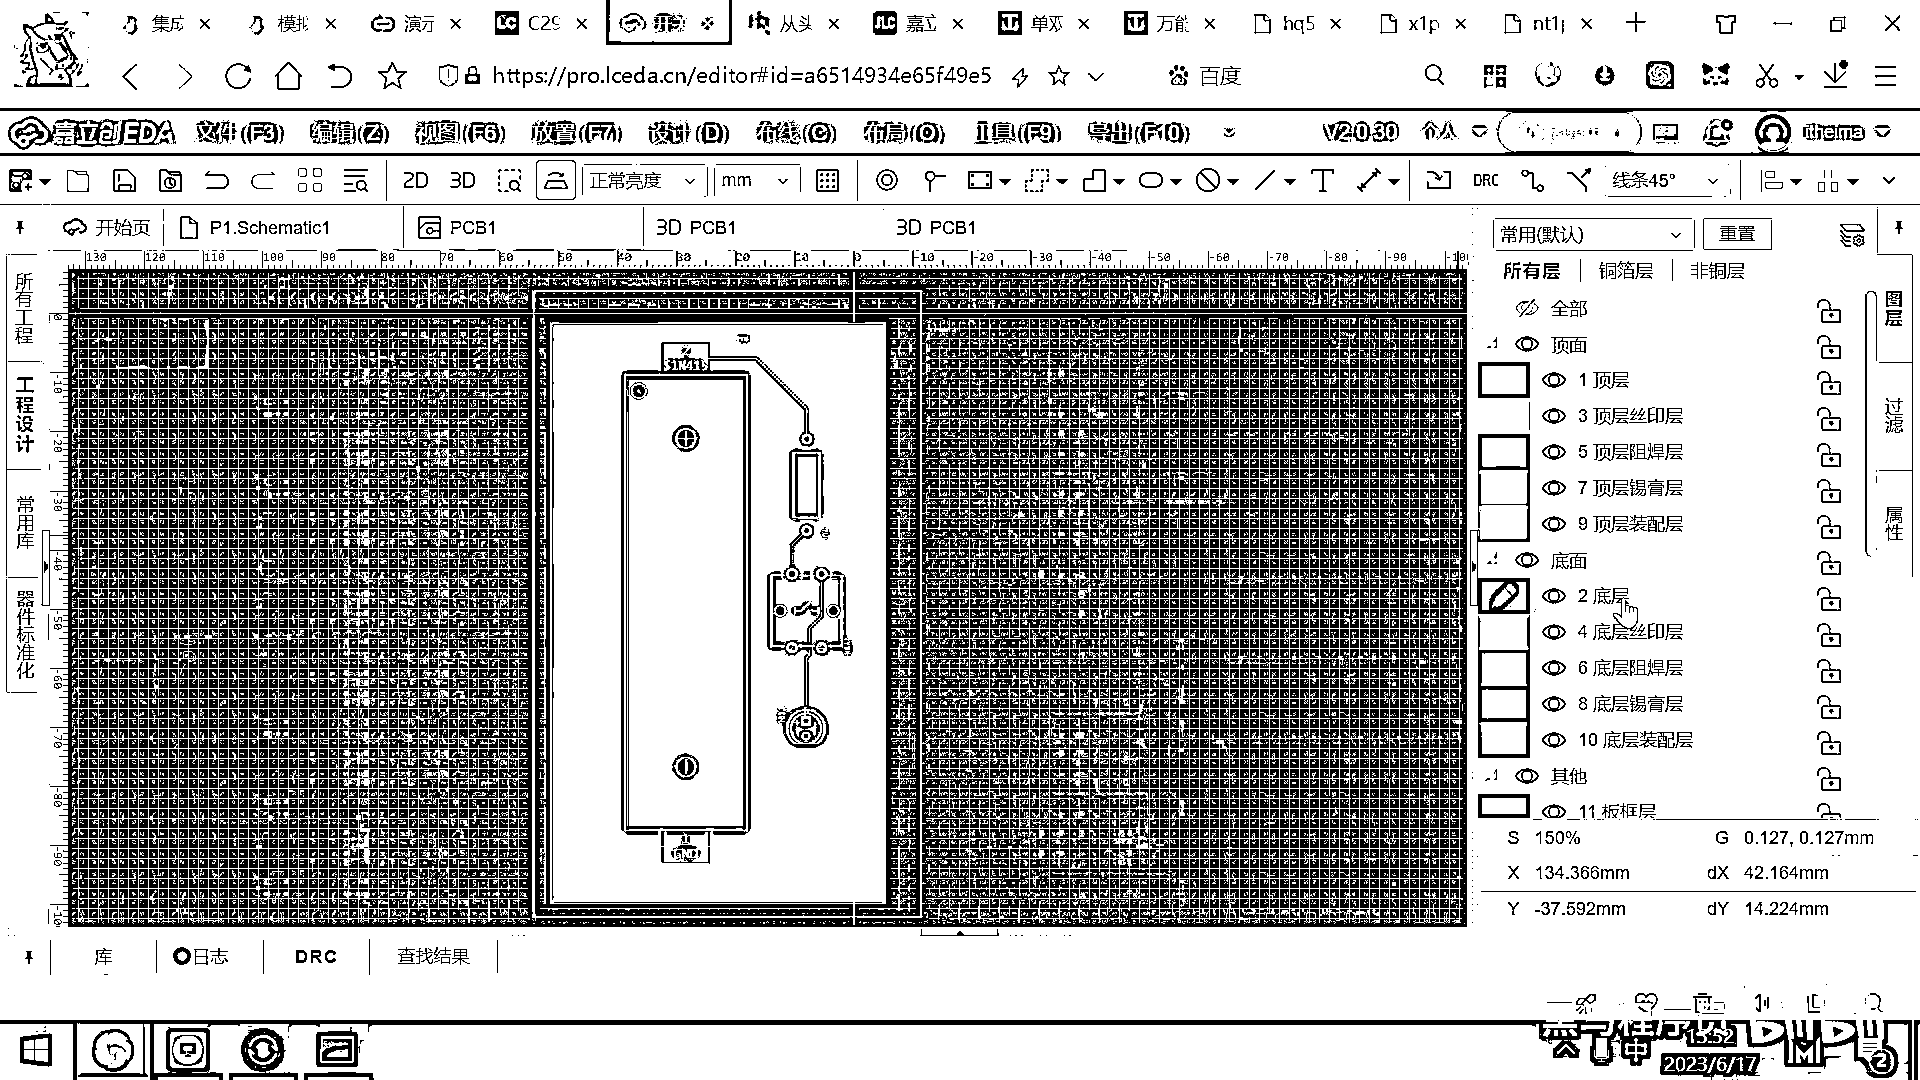 集成 模拟 演示 C29 从头 嘉立 单双 万能 hq5 x1p nt1p
https://pro.lceda.cn/editor#id=a6514934e65f49e5 百度
嘉立创EDA 文件(F3) 编辑(Z) 视图(F6) 放置(F7) 设计(D) 布线(C) 布局(O) 工具(F9) 导出(F10) V2.0.30 个人 itheima
2D 3D 正常亮度 mm DRC 线条45°
开始页 P1.Schematic1 PCB1 3D PCB1 3D PCB1
常用(默认) 重置
所有层 铜箔层 非铜层
全部
顶面
1 顶层
3 顶层丝印层
5 顶层阻焊层
7 顶层锡膏层
9 顶层装配层
底面
2 底层
4 底层丝印层
6 底层阻焊层
8 底层锡膏层
10 底层装配层
其他
11 板框层
图层
过滤
属性
所有工程
工程设计
常用库
器件标准化
GND
S 150% G 0.127, 0.127mm
X 134.366mm dX 42.164mm
Y -37.592mm dY 14.224mm
库 日志 DRC 查找结果
中
15:52
2023/6/17